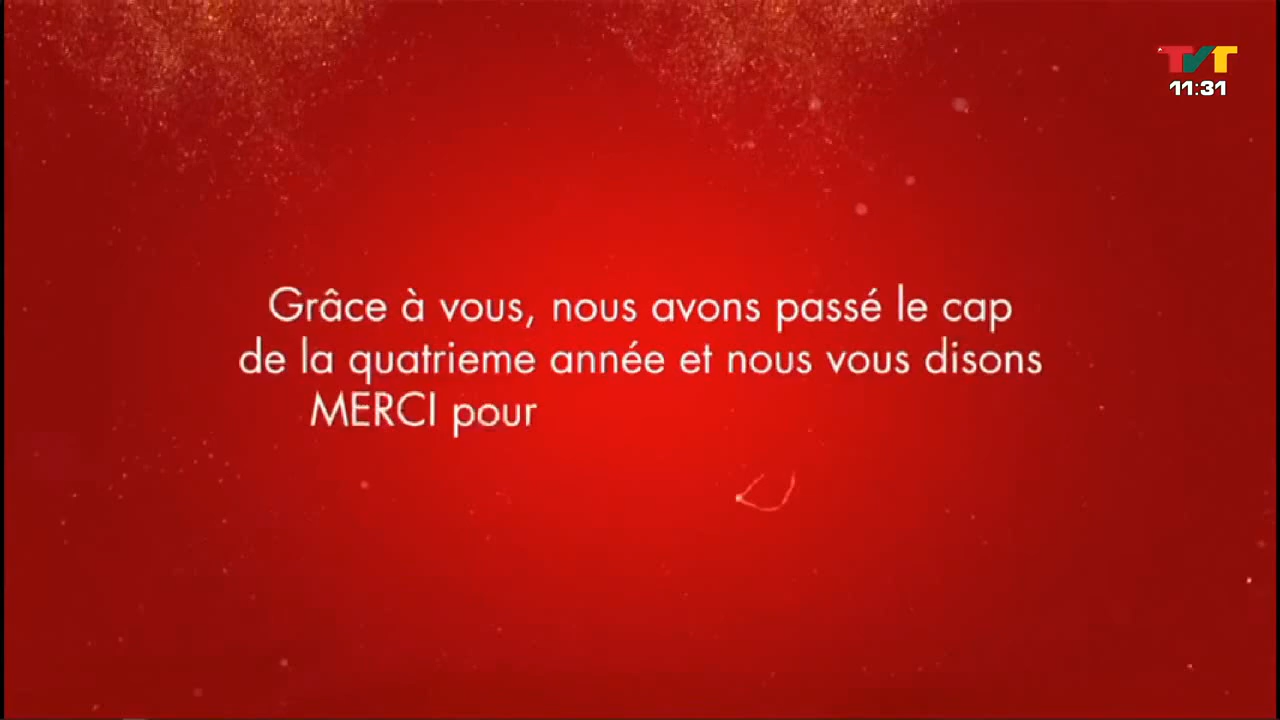 TVT
11:31
Grâce à vous, nous avons passé le cap
de la quatrieme année et nous vous disons
MERCI pour